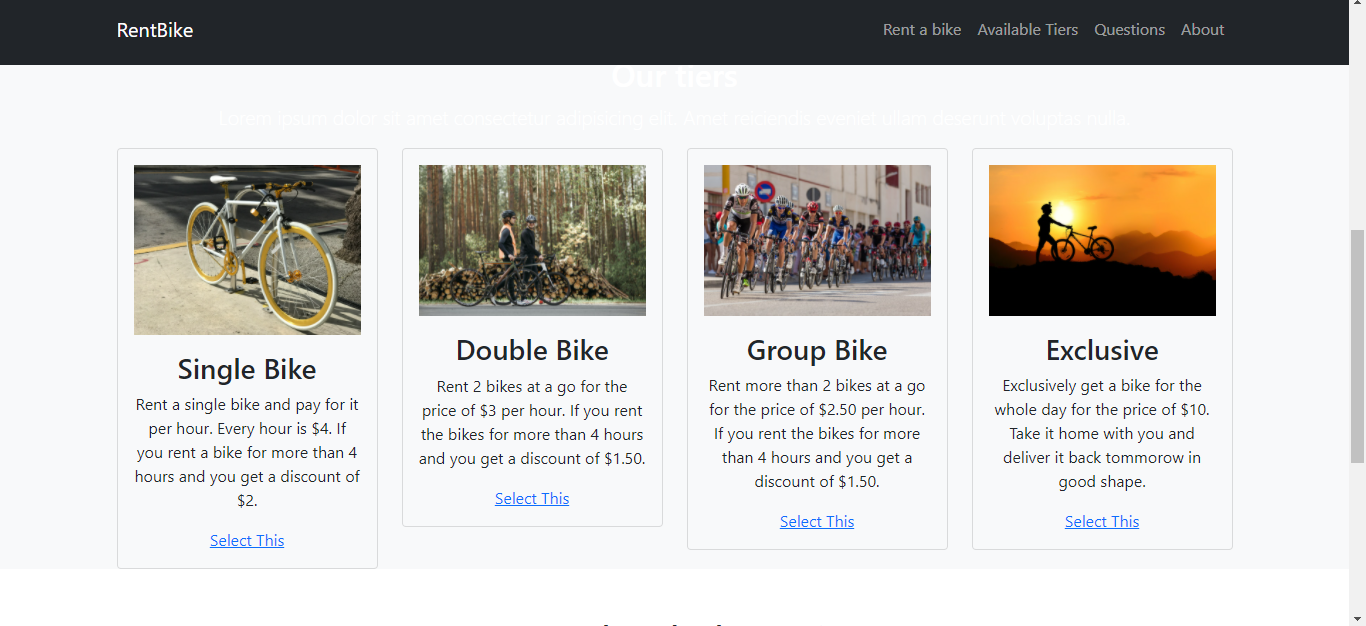 RentBike
Rent a bike Available Tiers Questions About
Our tiers
Lorem ipsum dolor sit amet consectetur adipisicing elit. Amet reiciendis eveniet ullam deserunt voluptas nulla.
Single Bike
Rent a single bike and pay for it
per hour. Every hour is $4. If
you rent a bike for more than 4
hours and you get a discount of
$2.
Select This
Double Bike
Rent 2 bikes at a go for the
price of $3 per hour. If you rent
the bikes for more than 4 hours
and you get a discount of $1.50.
Select This
Group Bike
Rent more than 2 bikes at a go
for the price of $2.50 per hour.
If you rent the bikes for more
than 4 hours and you get a
discount of $1.50.
Select This
Exclusive
Exclusively get a bike for the
whole day for the price of $10.
Take it home with you and
deliver it back tommorow in
good shape.
Select This